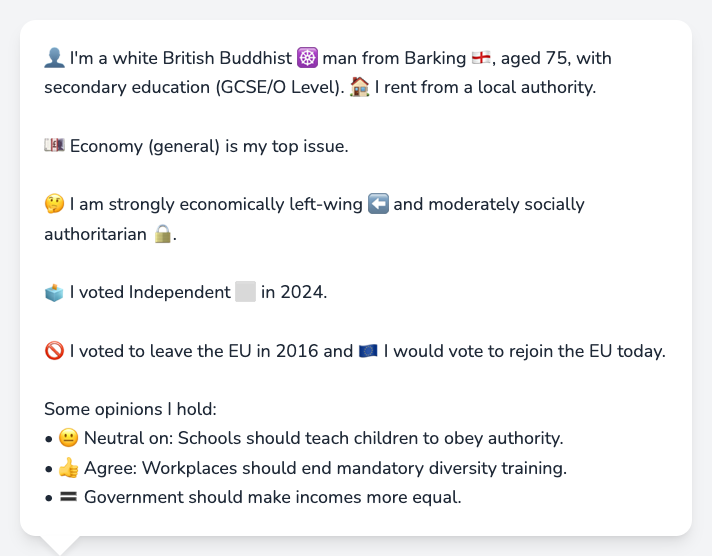 👤 I'm a white British Buddhist ☸️ man from Barking 🏴󠁧󠁢󠁥󠁮󠁧󠁿, aged 75, with
secondary education (GCSE/O Level). 🏠 I rent from a local authority.
💷 Economy (general) is my top issue.
🤔 I am strongly economically left-wing ⬅️ and moderately socially
authoritarian 🔒.
🗳️ I voted Independent ⬜ in 2024.
🚫 I voted to leave the EU in 2016 and 🇪🇺 I would vote to rejoin the EU today.
Some opinions I hold:
• 😐 Neutral on: Schools should teach children to obey authority.
• 👍 Agree: Workplaces should end mandatory diversity training.
• 🟰 Government should make incomes more equal.